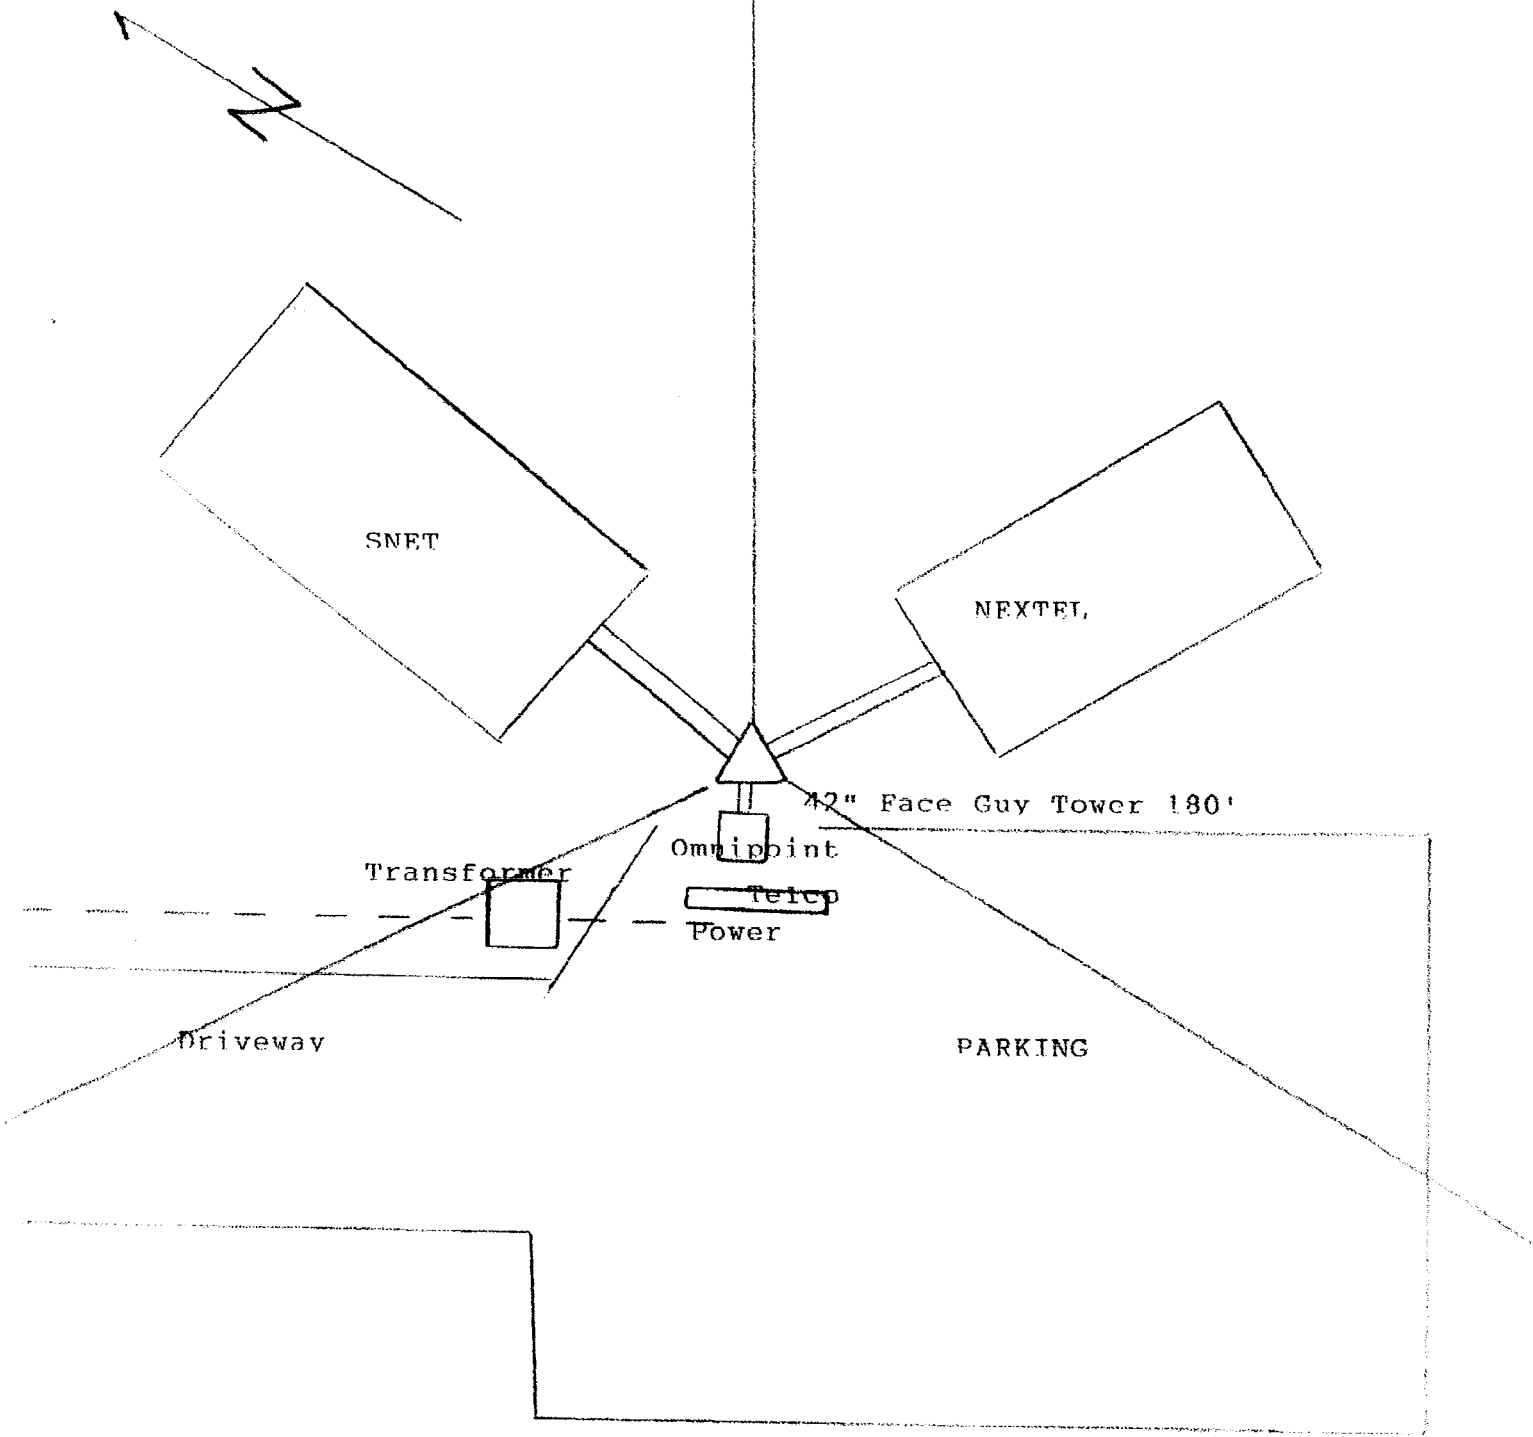 N
SNET
NEXTEL
42" Face Guy Tower 180'
Omnipoint
Transformer
Telco
Power
Driveway
PARKING